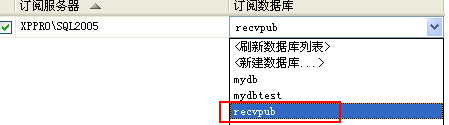 订阅服务器 订阅数据库
XPPRO\SQL2005 recvpub
<刷新数据库列表>
<新建数据库...>
mydb
mydbtest
recvpub